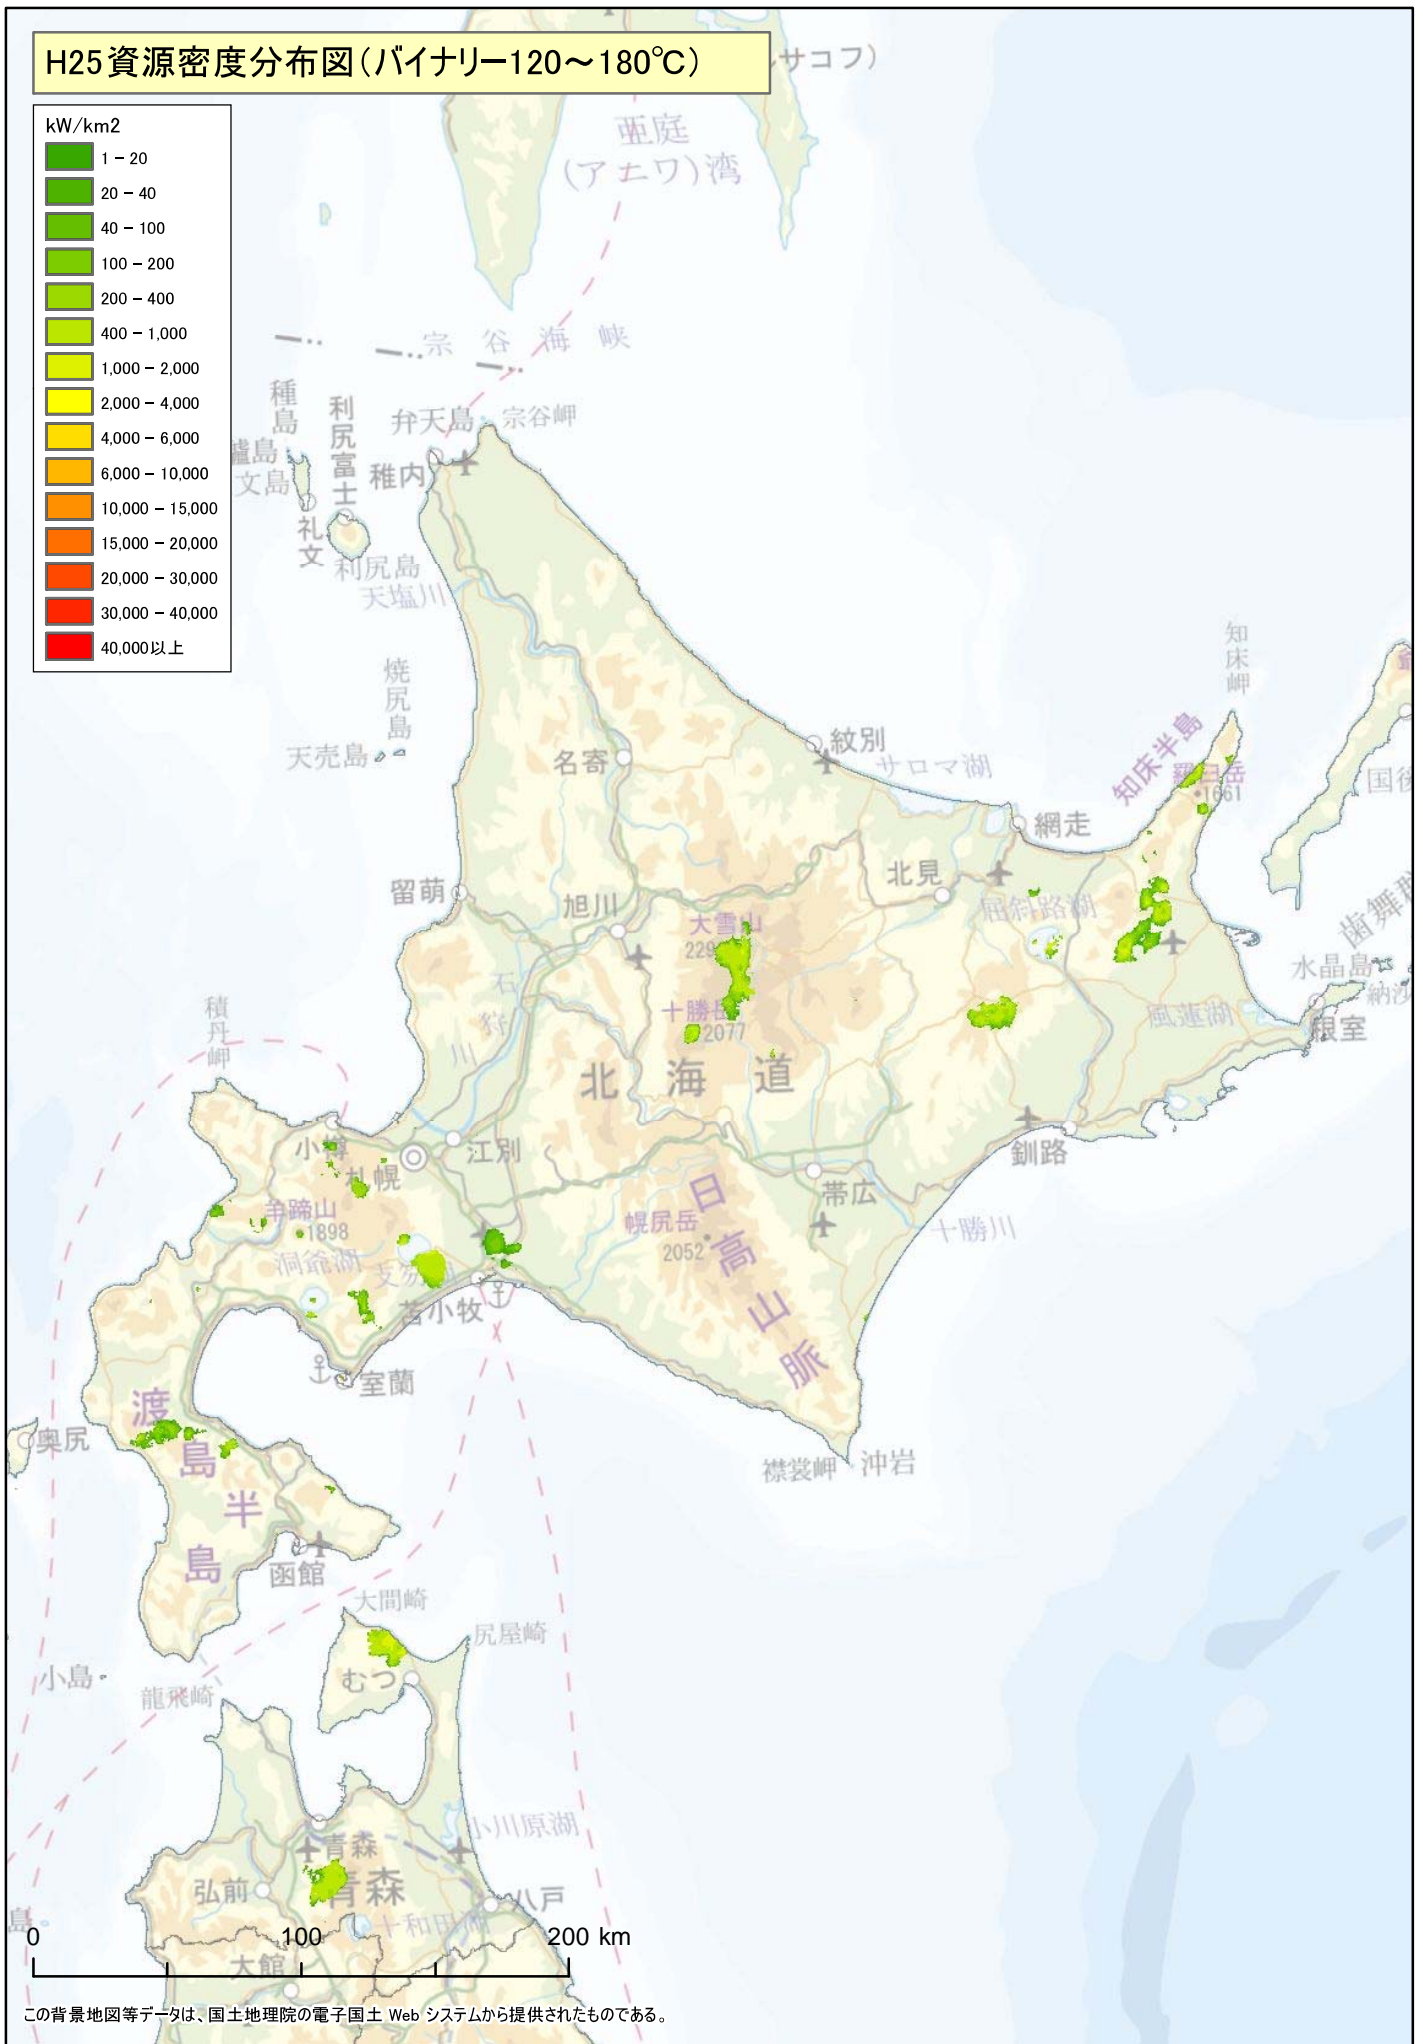 H25資源密度分布図(バイナリー120～180℃)
kW/km2
1 - 20
20 - 40
40 - 100
100 - 200
200 - 400
400 - 1,000
1,000 - 2,000
2,000 - 4,000
4,000 - 6,000
6,000 - 10,000
10,000 - 15,000
15,000 - 20,000
20,000 - 30,000
30,000 - 40,000
40,000以上
サコフ)
亜庭
(アニワ)湾
宗谷海峡
種島
利尻富士
弁天島
宗谷岬
稚内
島
文島
礼文
利尻島
天塩川
焼尻島
天売島
名寄
紋別
サロマ湖
知床岬
知床半島
羅臼岳
1661
国後
網走
北見
屈斜路湖
留萌
旭川
大雪山
229
石狩川
十勝岳
2077
北海道
歯舞群
水晶島
納沙
根室
風蓮湖
釧路
積丹岬
小樽
札幌
江別
羊蹄山
1898
洞爺湖
支笏湖
苫小牧
室蘭
帯広
十勝川
幌尻岳
2052
日高山脈
襟裳岬
沖岩
奥尻
渡島半島
函館
大間崎
尻屋崎
むつ
小島
龍飛崎
小川原湖
青森
青森
弘前
八戸
十和田湖
島
大館
0 100 200 km
この背景地図等データは、国土地理院の電子国土 Web システムから提供されたものである。